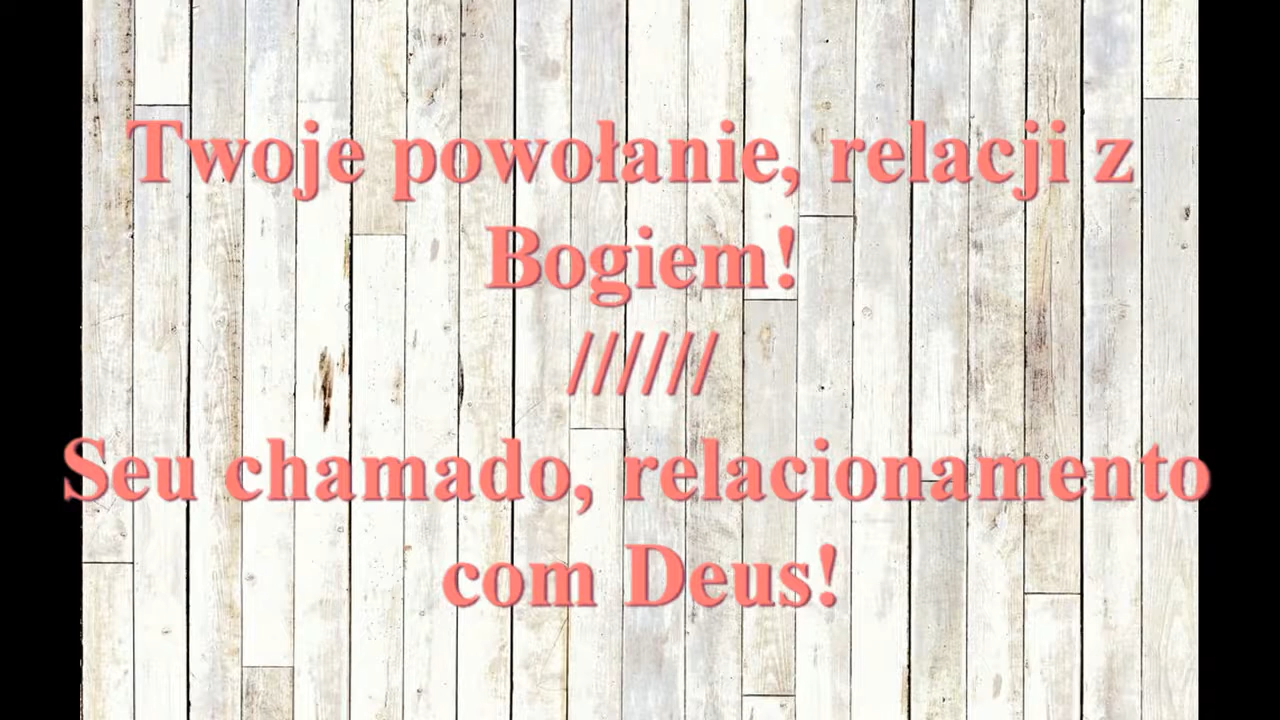 Twoje powołanie, relacji z
Bogiem!
//////
Seu chamado, relacionamento
com Deus!